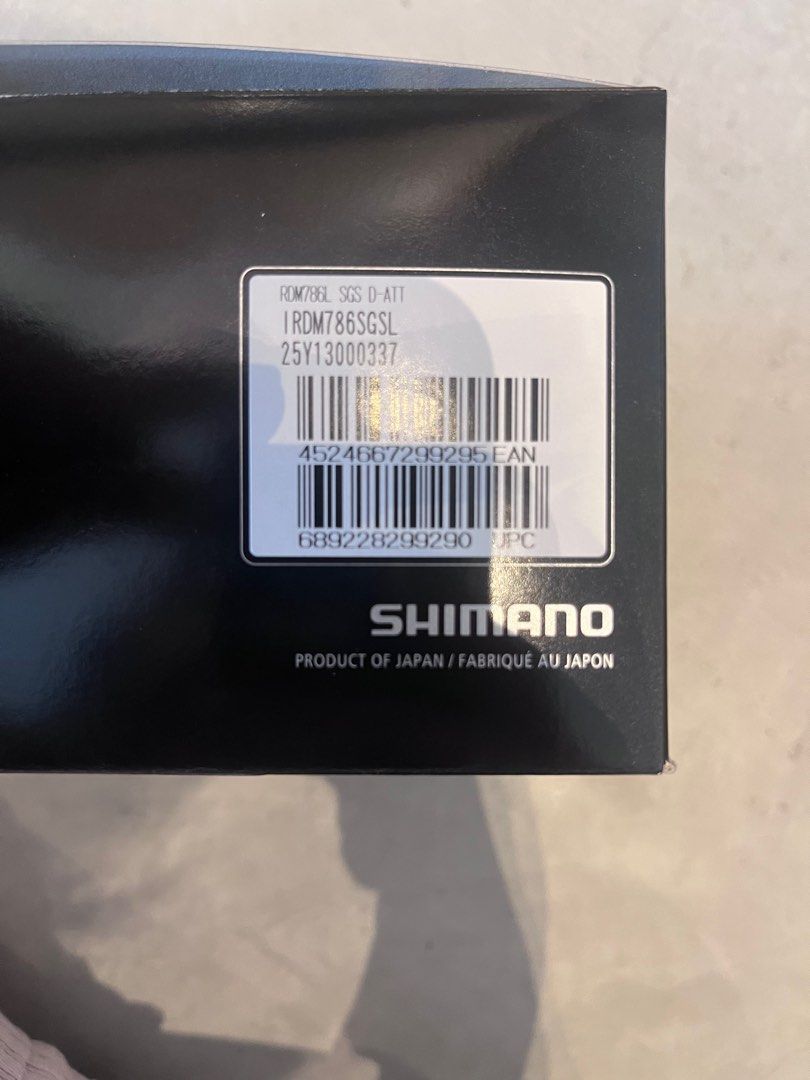 RDM786L SGS D-ATT
IRDM786SGSL
25Y13000337
4524667299295 EAN
689228299290 UPC
SHIMANO
PRODUCT OF JAPAN / FABRIQUÉ AU JAPON